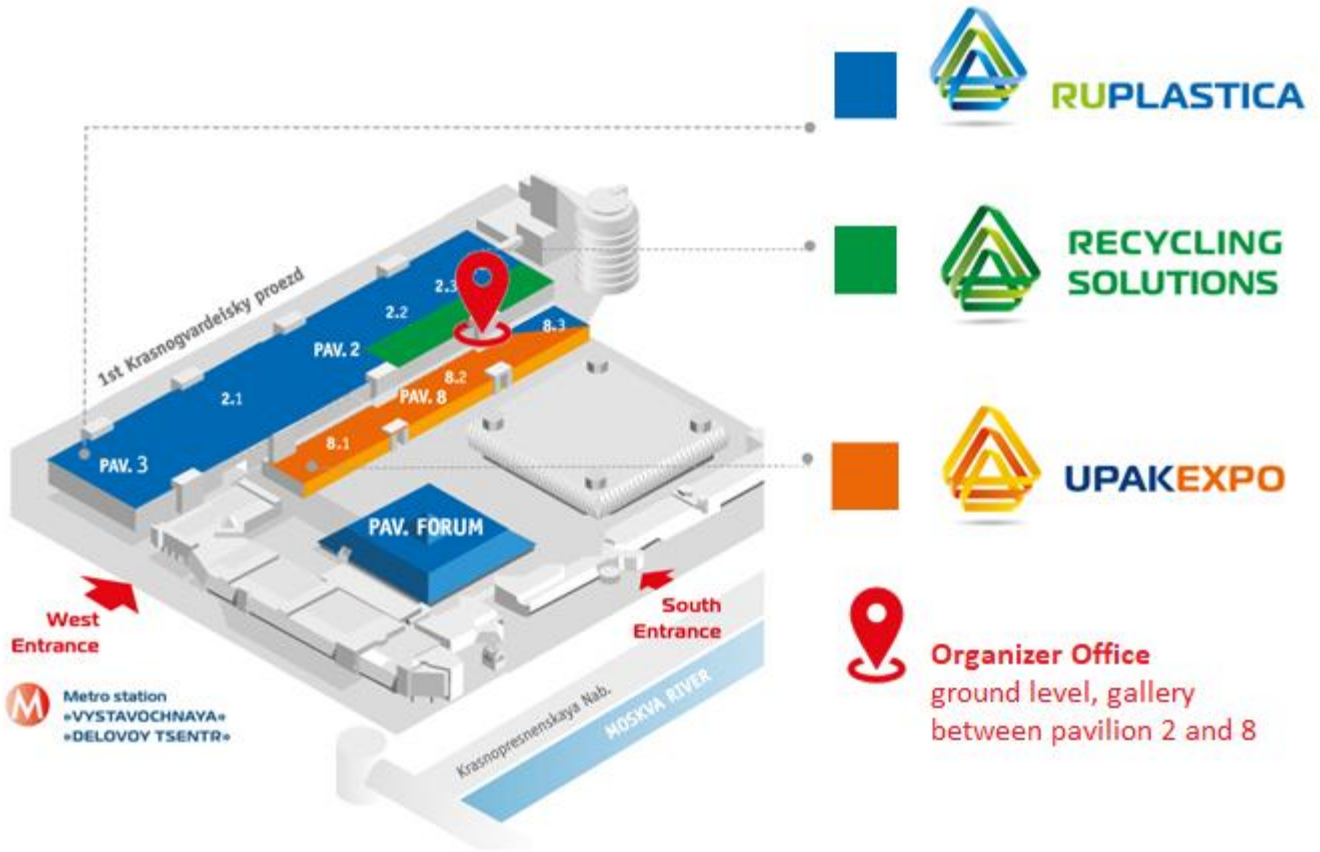 RUPLASTICA
RECYCLING
SOLUTIONS
UPAKEXPO
Organizer Office
ground level, gallery
between pavilion 2 and 8
1st Krasnogvardeisky proezd
2.3
2.2
8.3
PAV. 2
8.2
2.1
PAV. 8
8.1
PAV. 3
PAV. FORUM
West
Entrance
South
Entrance
M
Metro station
«VYSTAVOCHNAYA»
«DELOVOY TSENTR»
Krasnopresnenskaya Nab.
MOSKVA RIVER